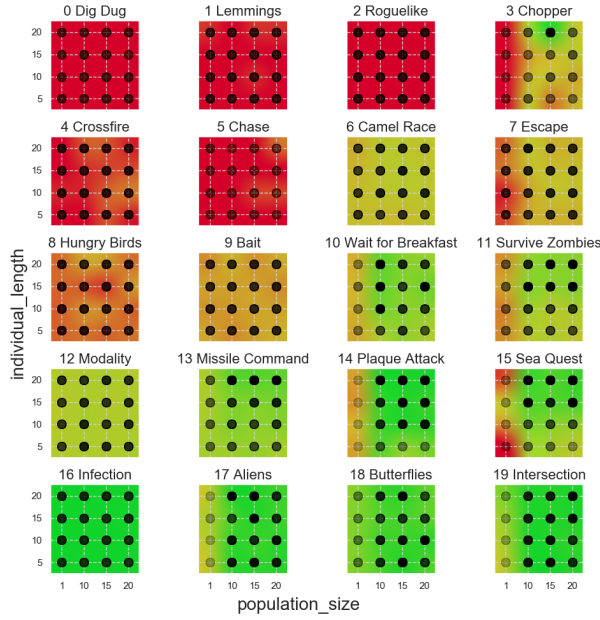 0 Dig Dug 1 Lemmings 2 Roguelike 3 Chopper
20
15
10
5
4 Crossfire 5 Chase 6 Camel Race 7 Escape
20
15
10
5
8 Hungry Birds 9 Bait 10 Wait for Breakfast 11 Survive Zombies
20
15
10
5
individual_length
12 Modality 13 Missile Command 14 Plaque Attack 15 Sea Quest
20
15
10
5
16 Infection 17 Aliens 18 Butterflies 19 Intersection
20
15
10
5
1 10 15 20 1 10 15 20 1 10 15 20 1 10 15 20
population_size